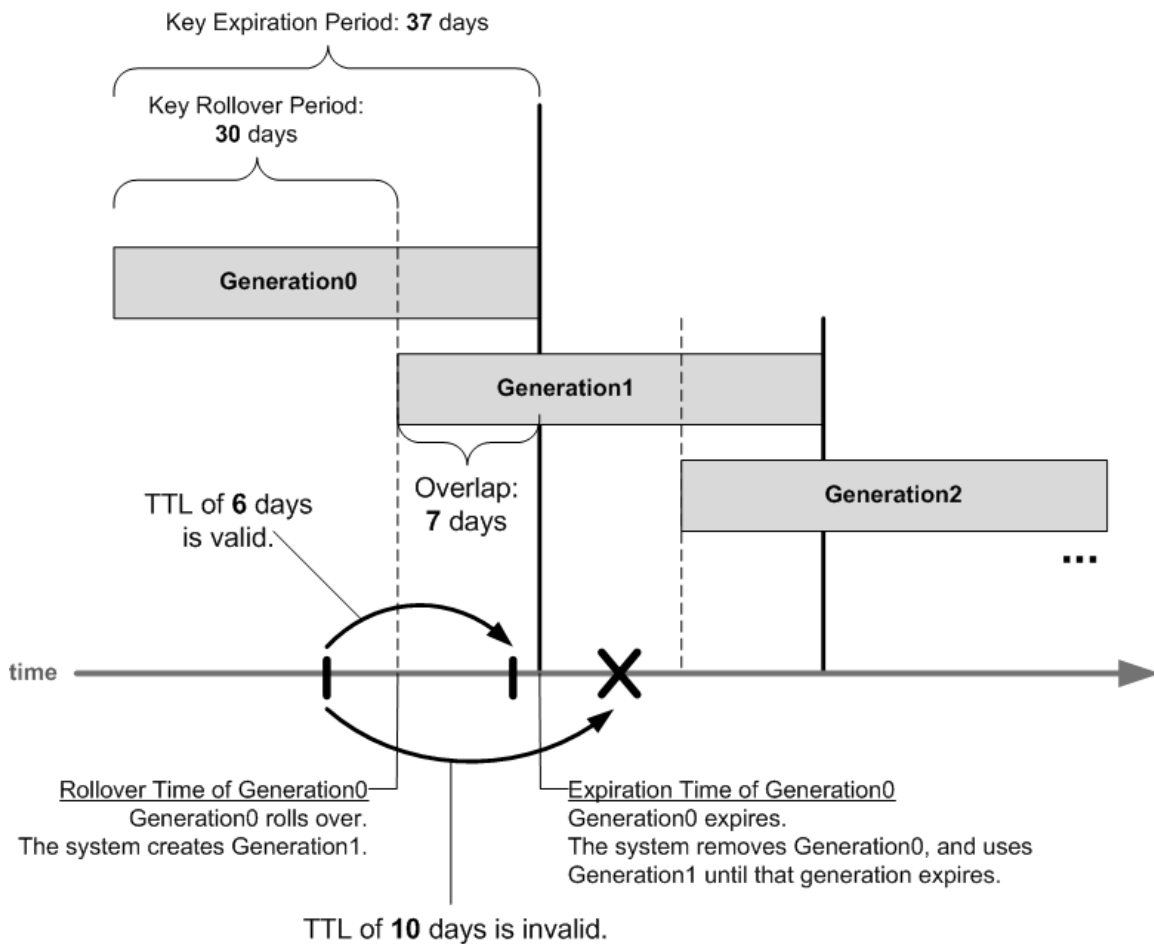 Key Expiration Period: 37 days
Key Rollover Period:
30 days
Generation0
Generation1
Overlap:
7 days
Generation2
...
TTL of 6 days
is valid.
time
Rollover Time of Generation0
Generation0 rolls over.
The system creates Generation1.
Expiration Time of Generation0
Generation0 expires.
The system removes Generation0, and uses
Generation1 until that generation expires.
TTL of 10 days is invalid.